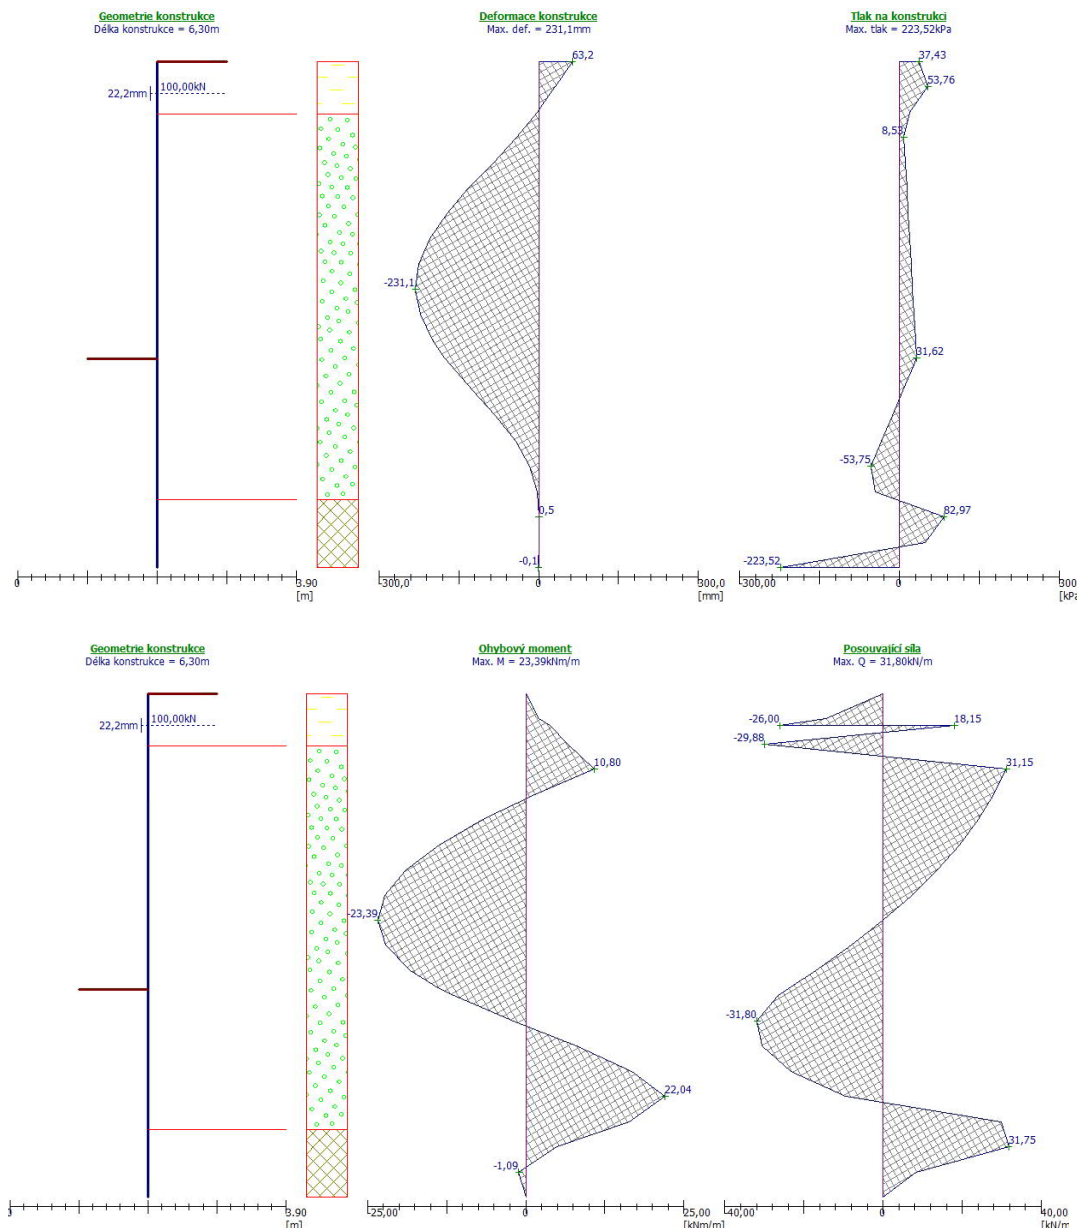 Geometrie konstrukce
Délka konstrukce = 6,30m
Deformace konstrukce
Max. def. = 231,1mm
Tlak na konstrukci
Max. tlak = 223,52kPa
22,2mm
100,00kN
63,2
37,43
53,76
8,53
-231,1
31,62
-53,75
0,5
82,97
-0,1
-223,52
0
3.90
[m]
-300,0
0
300,0
[mm]
-300,00
0
300
[kPa
Geometrie konstrukce
Délka konstrukce = 6,30m
Ohybový moment
Max. M = 23,39kNm/m
Posouvající síla
Max. Q = 31,80kN/m
22,2mm
100,00kN
-26,00
18,15
-29,88
10,80
31,15
-23,39
-31,80
22,04
31,75
-1,09
3.90
[m]
-25,00
0
25,00
[kNm/m]
-40,00
0
40,00
[kN/m